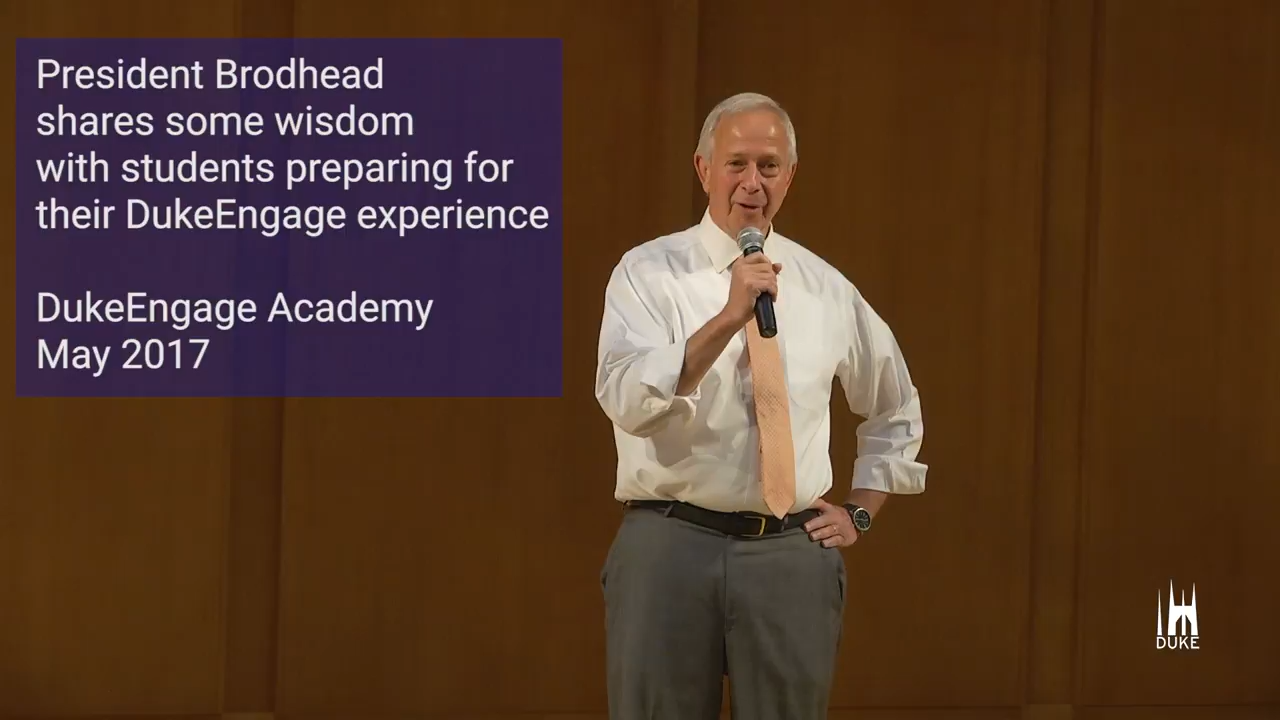 President Brodhead
shares some wisdom
with students preparing for
their DukeEngage experience
DukeEngage Academy
May 2017
DUKE